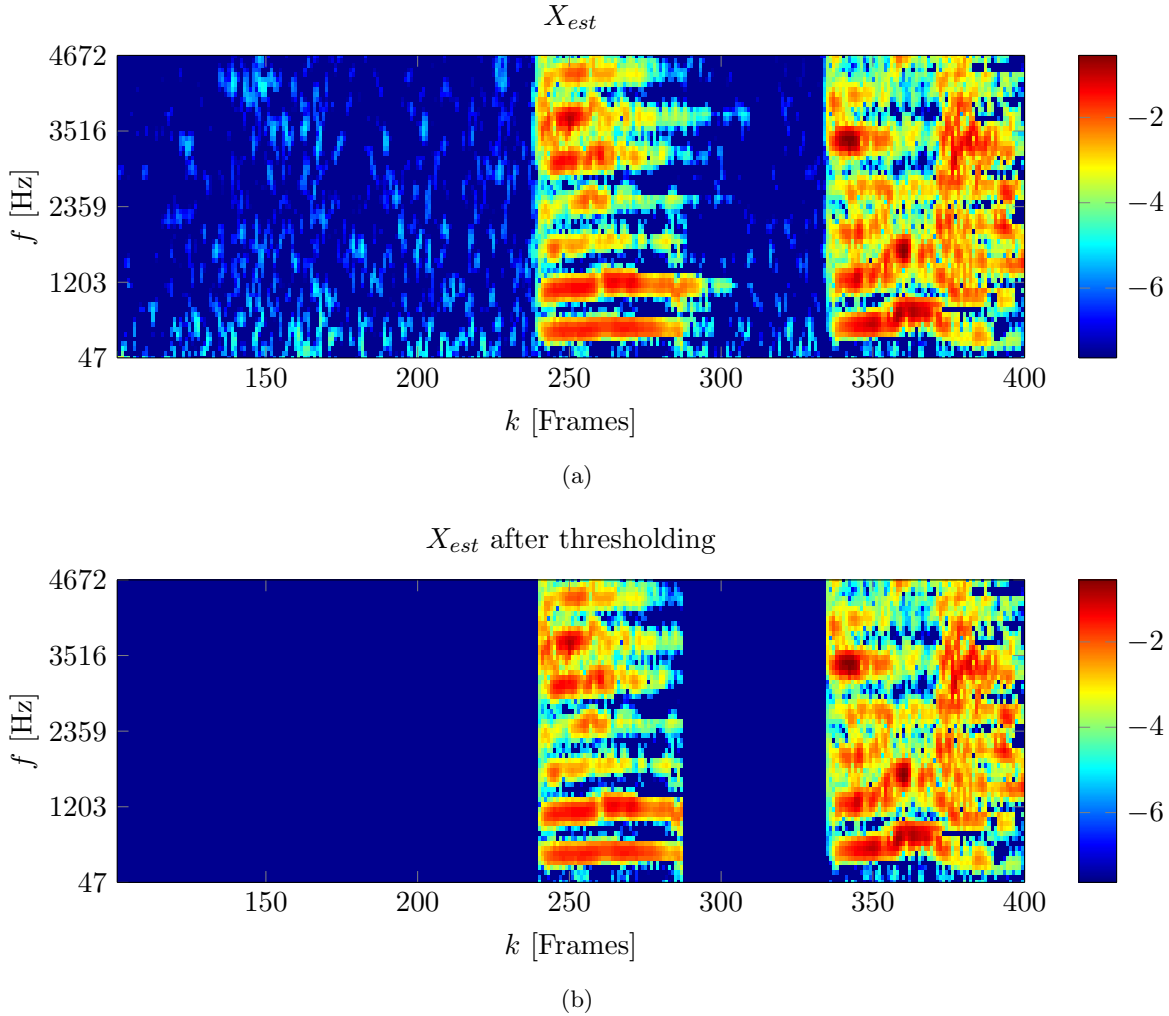 X_est
4672
3516
2359
1203
47
f [Hz]
150 200 250 300 350 400
k [Frames]
−2
−4
−6
(a)
X_est after thresholding
4672
3516
2359
1203
47
f [Hz]
150 200 250 300 350 400
k [Frames]
−2
−4
−6
(b)